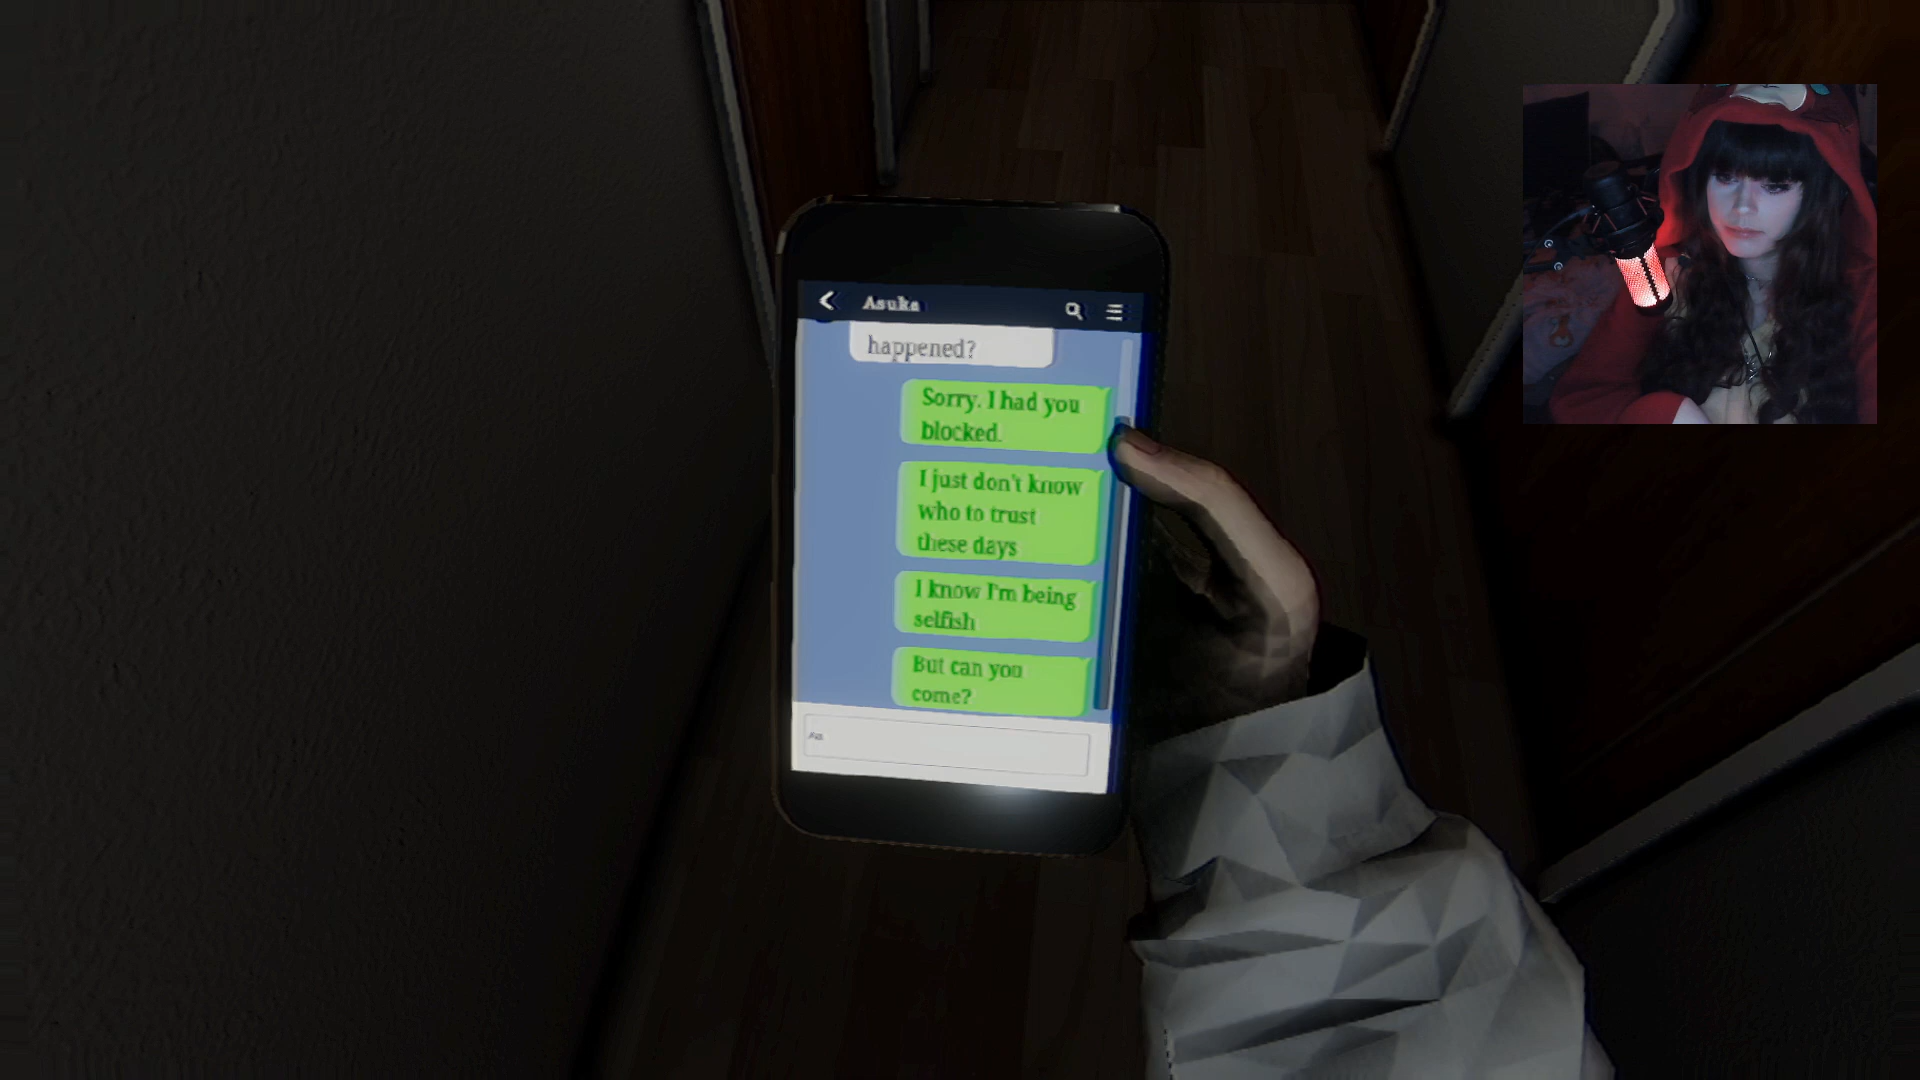 Asuka
happened?
Sorry. I had you
blocked.
I just don't know
who to trust
these days
I know I'm being
selfish
But can you
come?
Aa